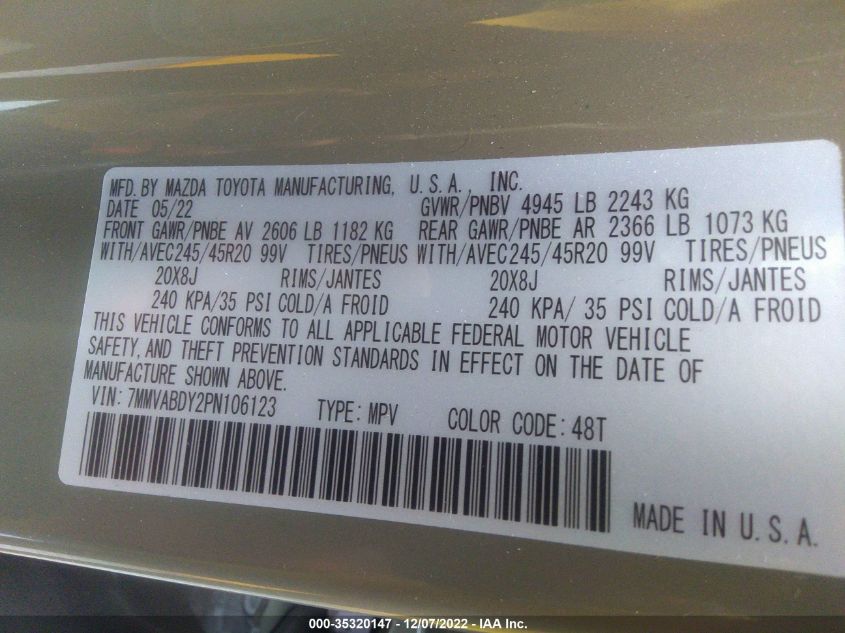 MFD. BY MAZDA TOYOTA MANUFACTURING, U.S.A., INC.
DATE 05/22 GVWR/PNBV 4945 LB 2243 KG
FRONT GAWR/PNBE AV 2606 LB 1182 KG REAR GAWR/PNBE AR 2366 LB 1073 KG
WITH/AVEC245/45R20 99V TIRES/PNEUS WITH/AVEC245/45R20 99V TIRES/PNEUS
20X8J RIMS/JANTES 20X8J RIMS/JANTES
240 KPA/35 PSI COLD/A FROID 240 KPA/ 35 PSI COLD/A FROID
THIS VEHICLE CONFORMS TO ALL APPLICABLE FEDERAL MOTOR VEHICLE
SAFETY, AND THEFT PREVENTION STANDARDS IN EFFECT ON THE DATE OF
MANUFACTURE SHOWN ABOVE.
VIN: 7MMVABDY2PN106123 TYPE: MPV COLOR CODE: 48T
MADE IN U.S.A.
000-35320147 - 12/07/2022 - IAA Inc.